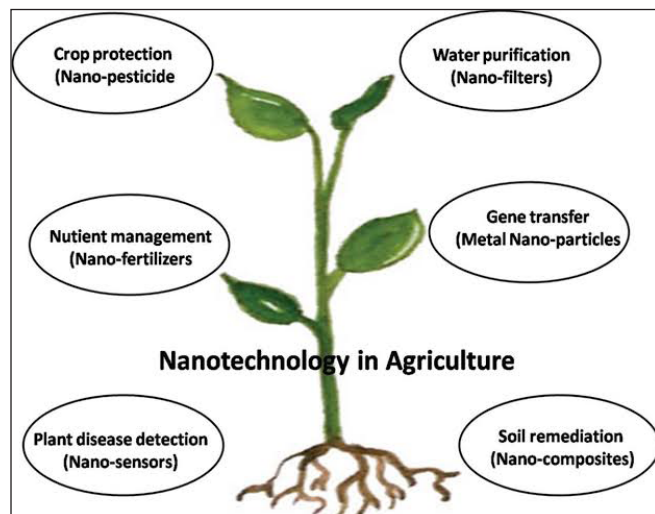 Crop protection
(Nano-pesticide
Water purification
(Nano-filters)
Nutient management
(Nano-fertilizers
Gene transfer
(Metal Nano-particles
Nanotechnology in Agriculture
Plant disease detection
(Nano-sensors)
Soil remediation
(Nano-composites)